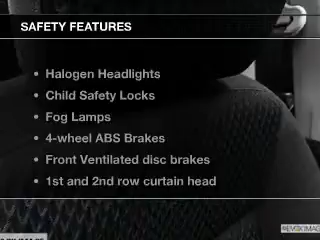 SAFETY FEATURES
• Halogen Headlights
• Child Safety Locks
• Fog Lamps
• 4-wheel ABS Brakes
• Front Ventilated disc brakes
• 1st and 2nd row curtain head